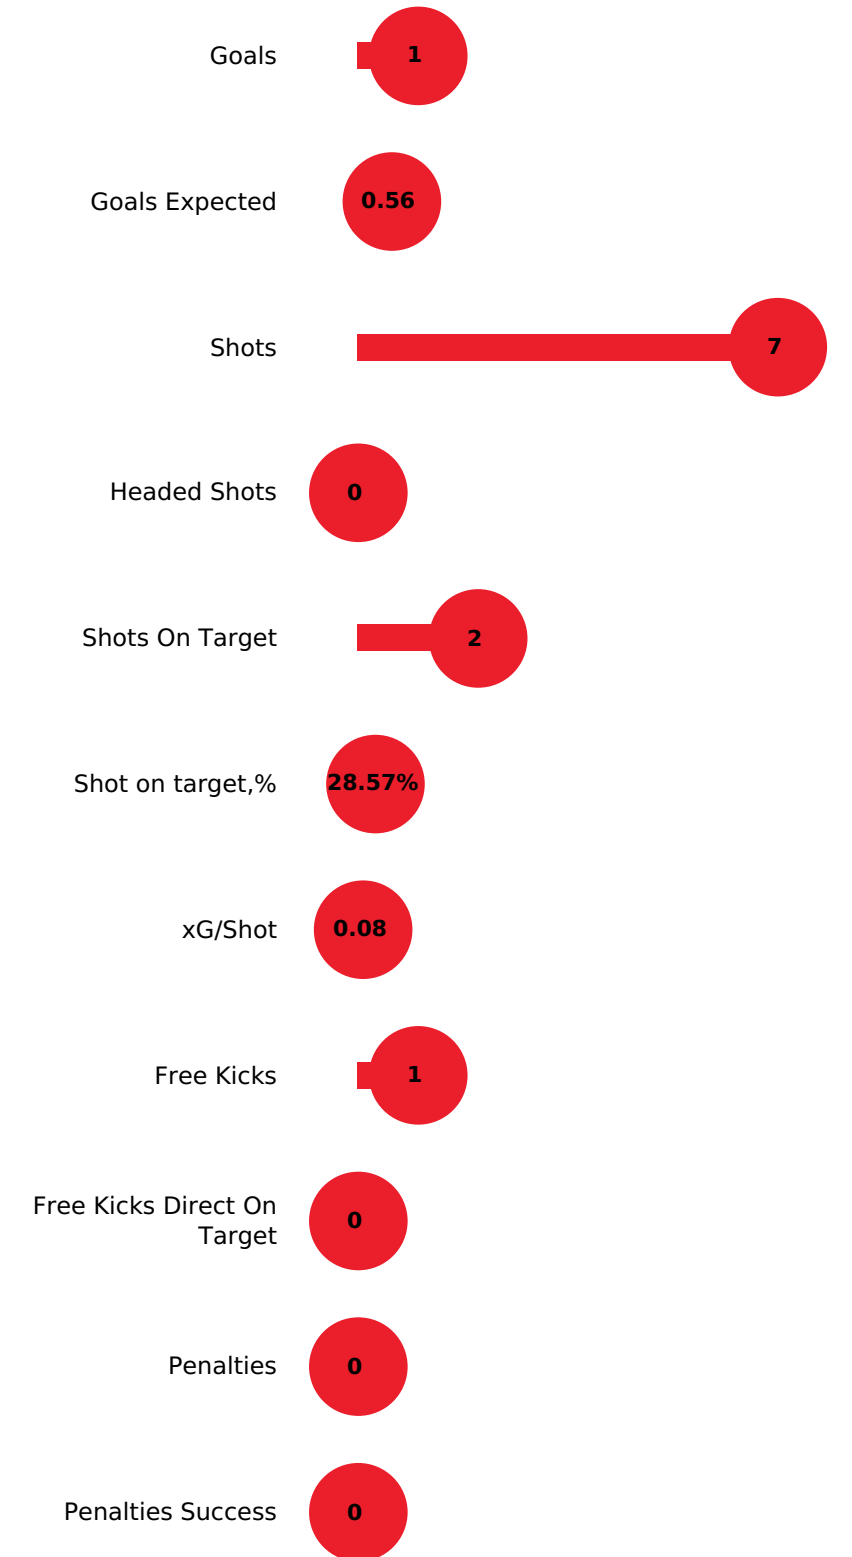 Goals 1
Goals Expected 0.56
Shots 7
Headed Shots 0
Shots On Target 2
Shot on target,% 28.57%
xG/Shot 0.08
Free Kicks 1
Free Kicks Direct On
Target 0
Penalties 0
Penalties Success 0